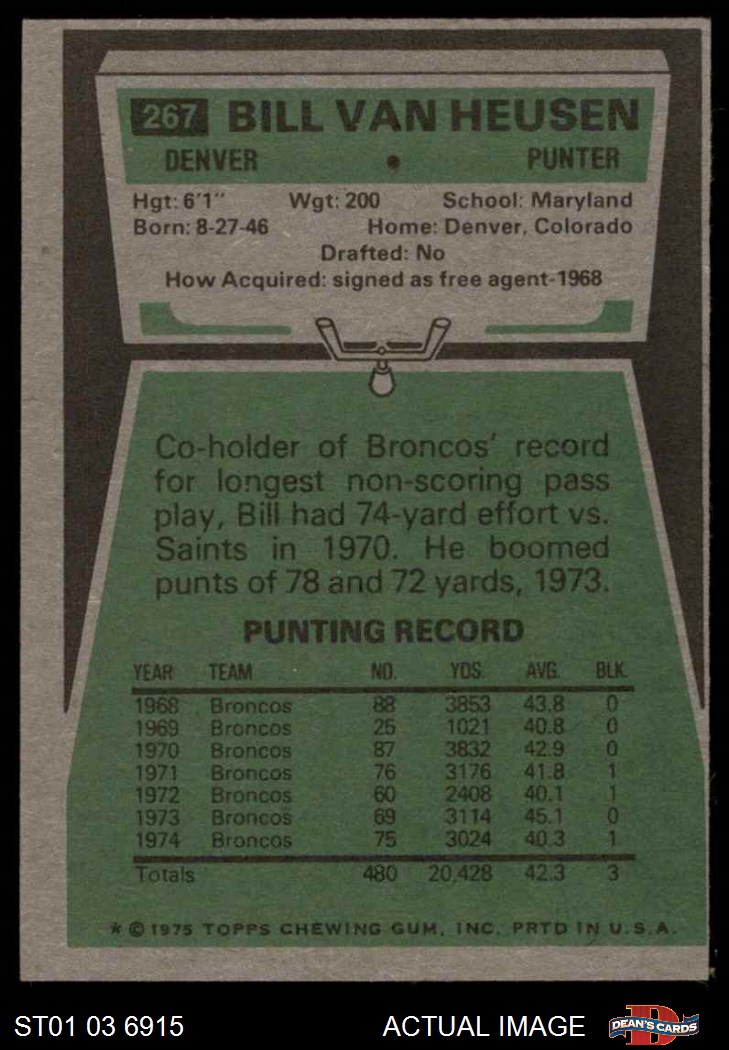 267 BILL VAN HEUSEN
DENVER • PUNTER
Hgt: 6'1" Wgt: 200 School: Maryland
Born: 8-27-46 Home: Denver, Colorado
Drafted: No
How Acquired: signed as free agent-1968
Co-holder of Broncos' record
for longest non-scoring pass
play, Bill had 74-yard effort vs.
Saints in 1970. He boomed
punts of 78 and 72 yards, 1973.
PUNTING RECORD
YEAR TEAM NO. YDS. AVG. BLK.
1968 Broncos 88 3853 43.8 0
1969 Broncos 25 1021 40.8 0
1970 Broncos 87 3832 42.9 0
1971 Broncos 76 3176 41.8 1
1972 Broncos 60 2408 40.1 1
1973 Broncos 69 3114 45.1 0
1974 Broncos 75 3024 40.3 1
Totals 480 20,428 42.3 3
* © 1975 TOPPS CHEWING GUM, INC. PRTD IN U.S.A.
ST01 03 6915 ACTUAL IMAGE D DEAN'S CARDS